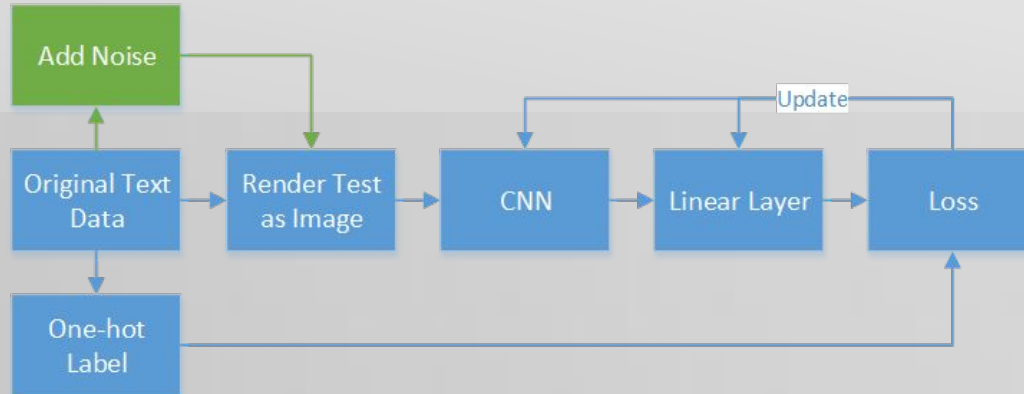 Add Noise
Update
Original Text
Data
Render Test
as Image
CNN
Linear Layer
Loss
One-hot
Label